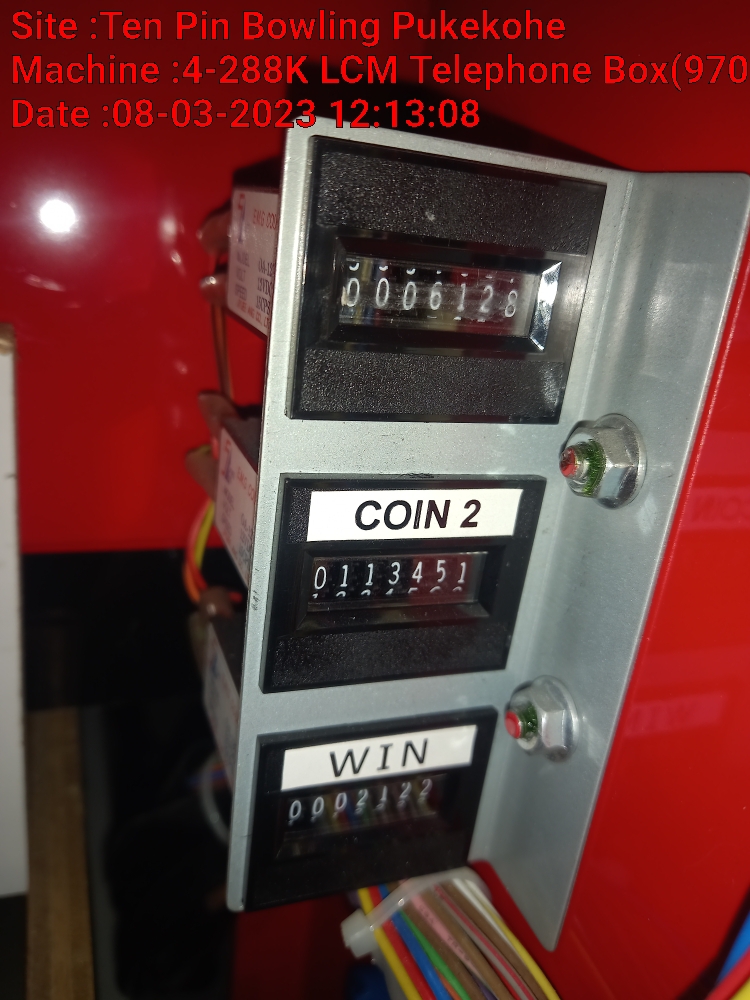 Site :Ten Pin Bowling Pukekohe
Machine :4-288K LCM Telephone Box(970
Date :08-03-2023 12:13:08
0006128
COIN 2
0113451
WIN
0002122